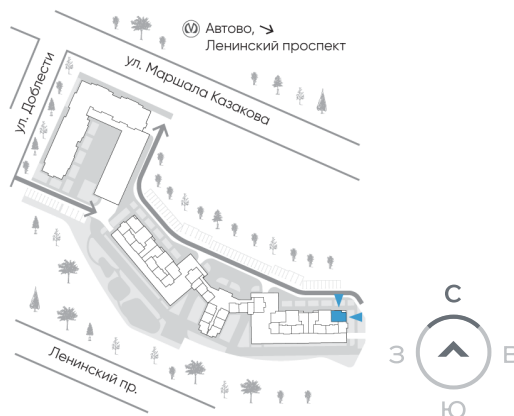 Автово, ↘
Ленинский проспект
ул. Маршала Казакова
ул. Доблести
Ленинский пр.
С
З
В
Ю